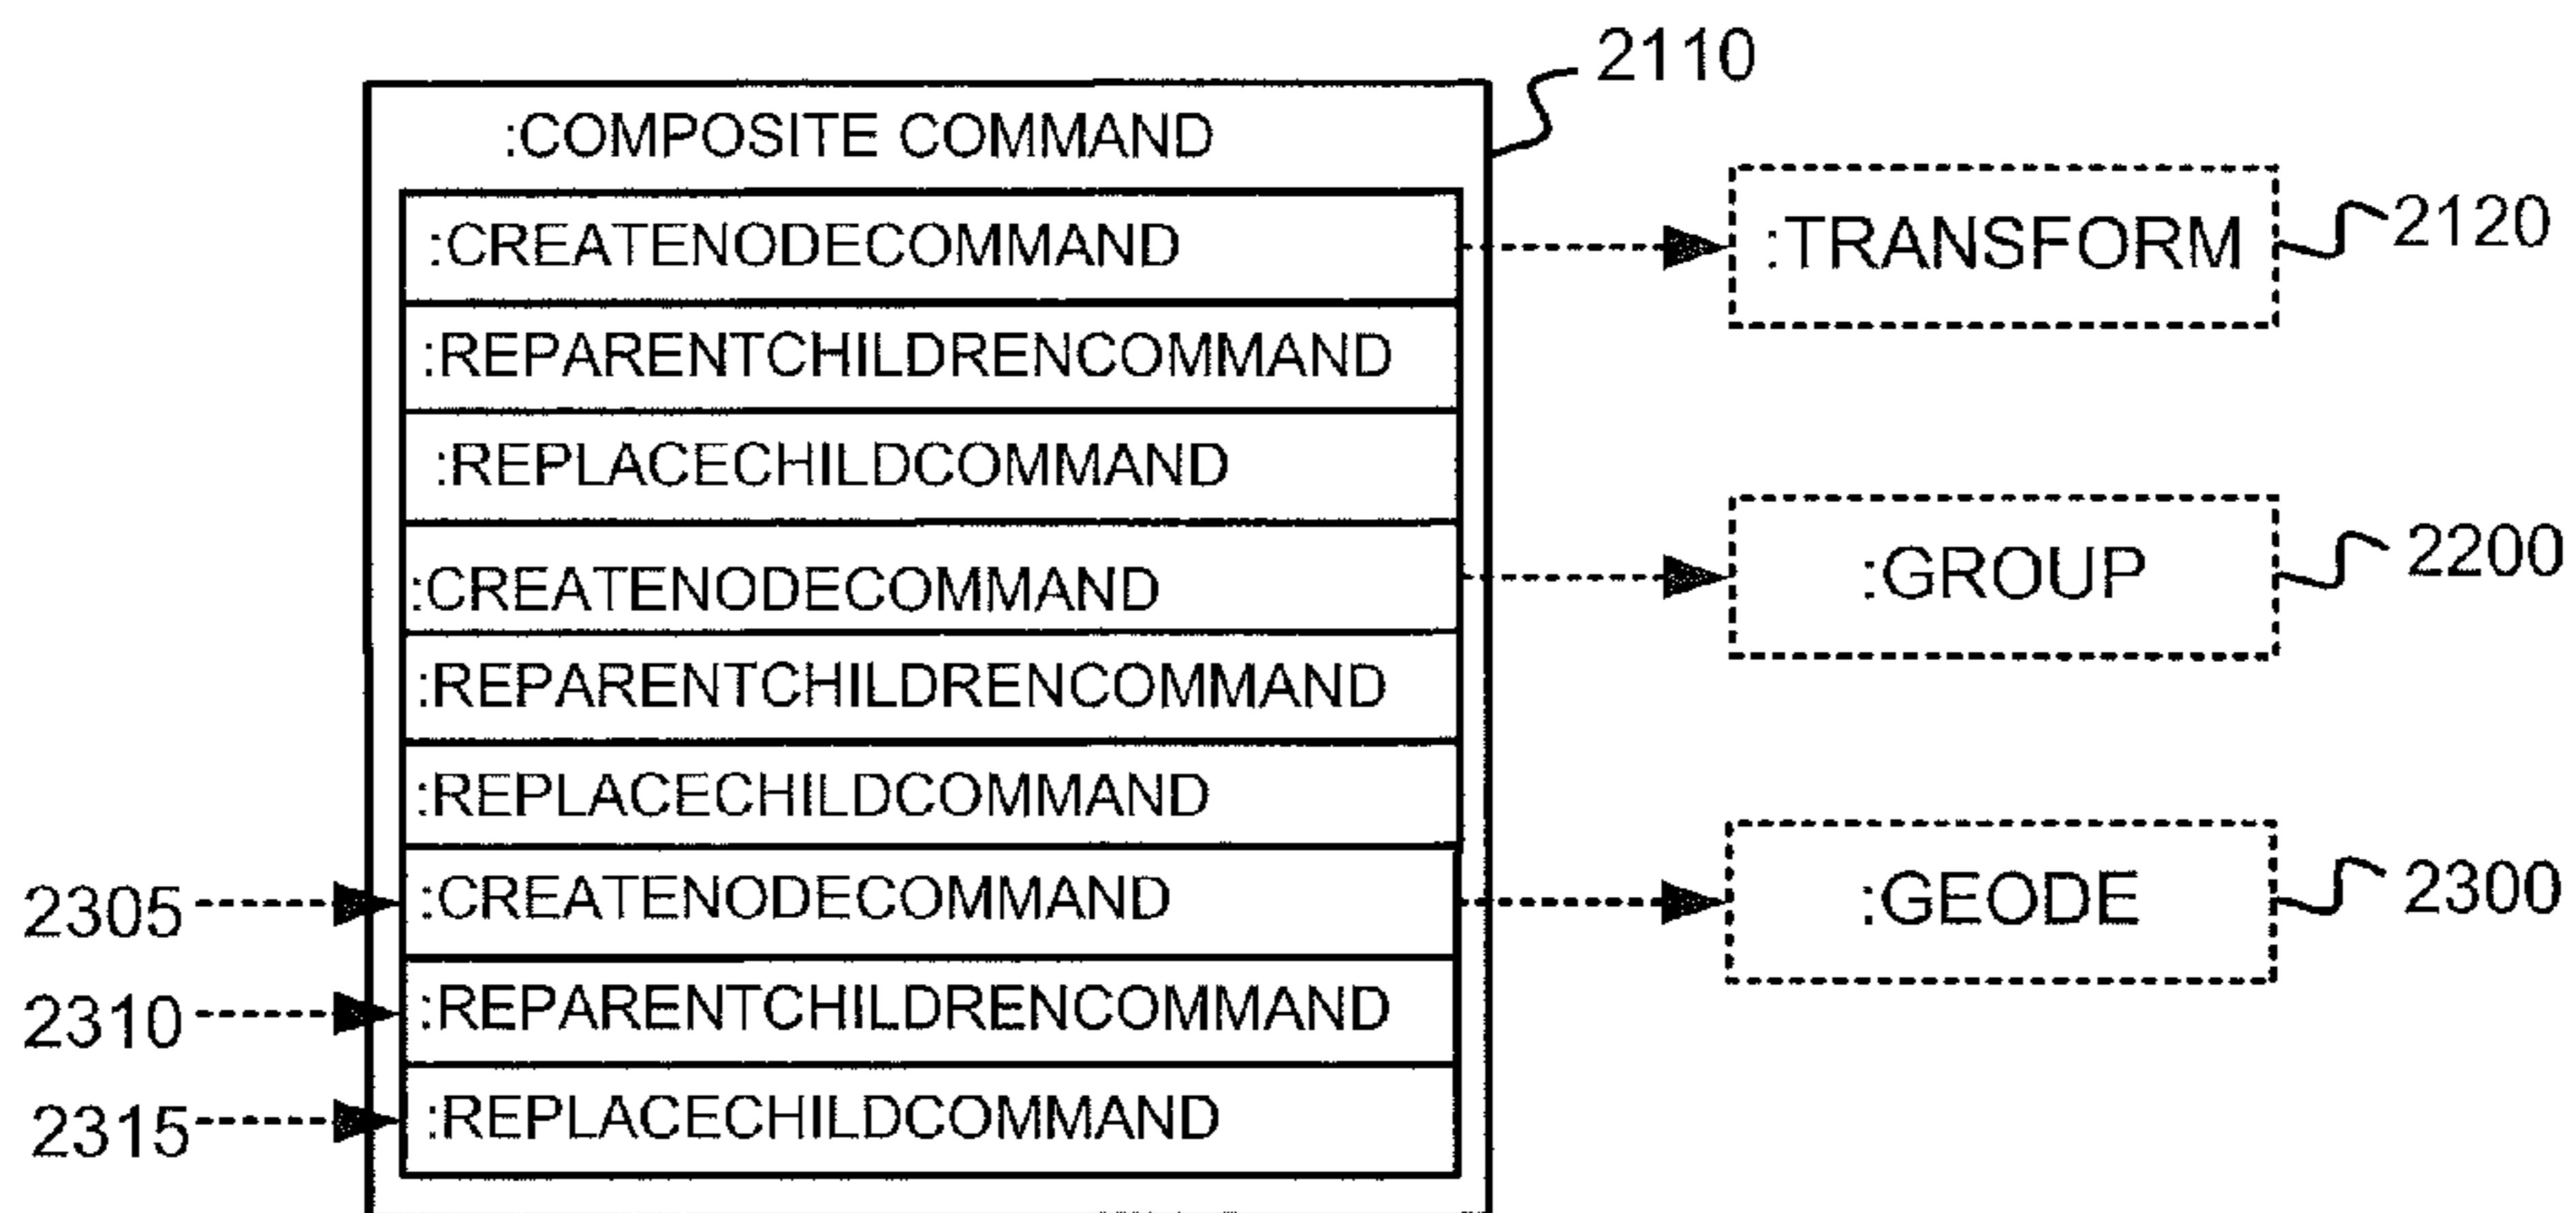 2110
:COMPOSITE COMMAND
:CREATENODECOMMAND
:TRANSFORM
2120
:REPARENTCHILDRENCOMMAND
:REPLACECHILDCOMMAND
:CREATENODECOMMAND
:GROUP
2200
:REPARENTCHILDRENCOMMAND
:REPLACECHILDCOMMAND
2305
:CREATENODECOMMAND
:GEODE
2300
2310
:REPARENTCHILDRENCOMMAND
2315
:REPLACECHILDCOMMAND